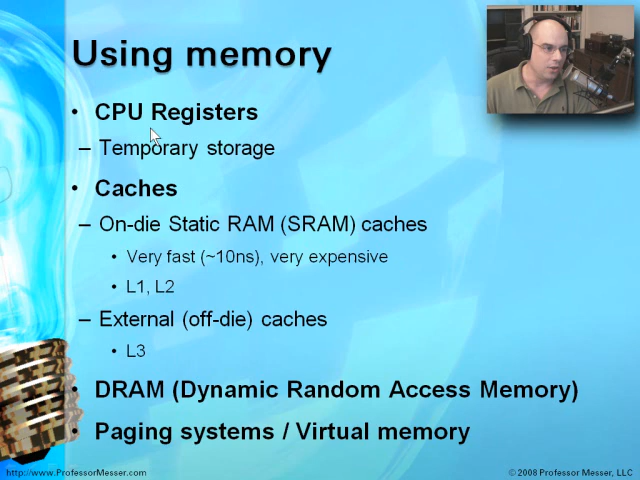 Using memory
• CPU Registers
– Temporary storage
• Caches
– On-die Static RAM (SRAM) caches
• Very fast (~10ns), very expensive
• L1, L2
– External (off-die) caches
• L3
• DRAM (Dynamic Random Access Memory)
• Paging systems / Virtual memory
http://www.ProfessorMesser.com
© 2008 Professor Messer, LLC